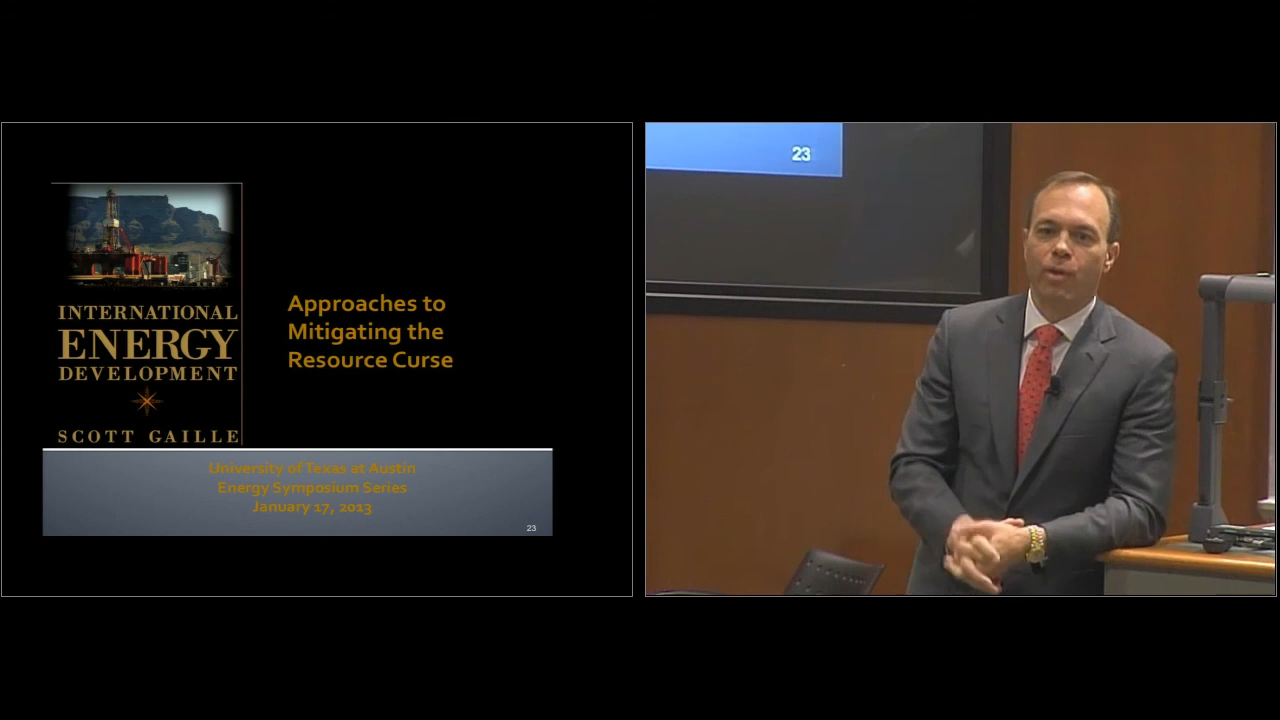 INTERNATIONAL
ENERGY
DEVELOPMENT
SCOTT GAILLE
Approaches to
Mitigating the
Resource Curse
University of Texas at Austin
Energy Symposium Series
January 17, 2013
23
23